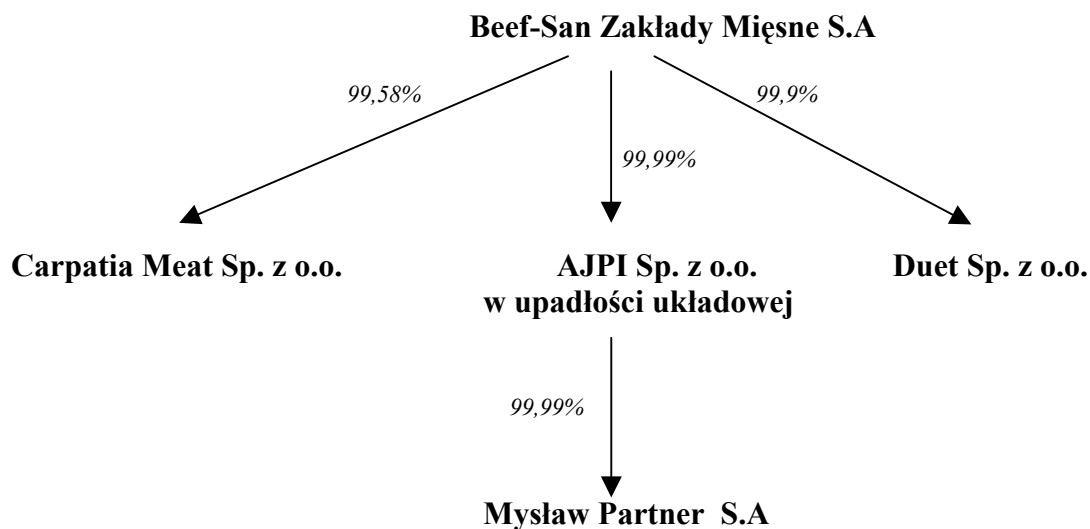 Beef-San Zakłady Mięsne S.A
99,58%
99,9%
99,99%
Carpatia Meat Sp. z o.o.
AJPI Sp. z o.o.
w upadłości układowej
Duet Sp. z o.o.
99,99%
Mysław Partner S.A